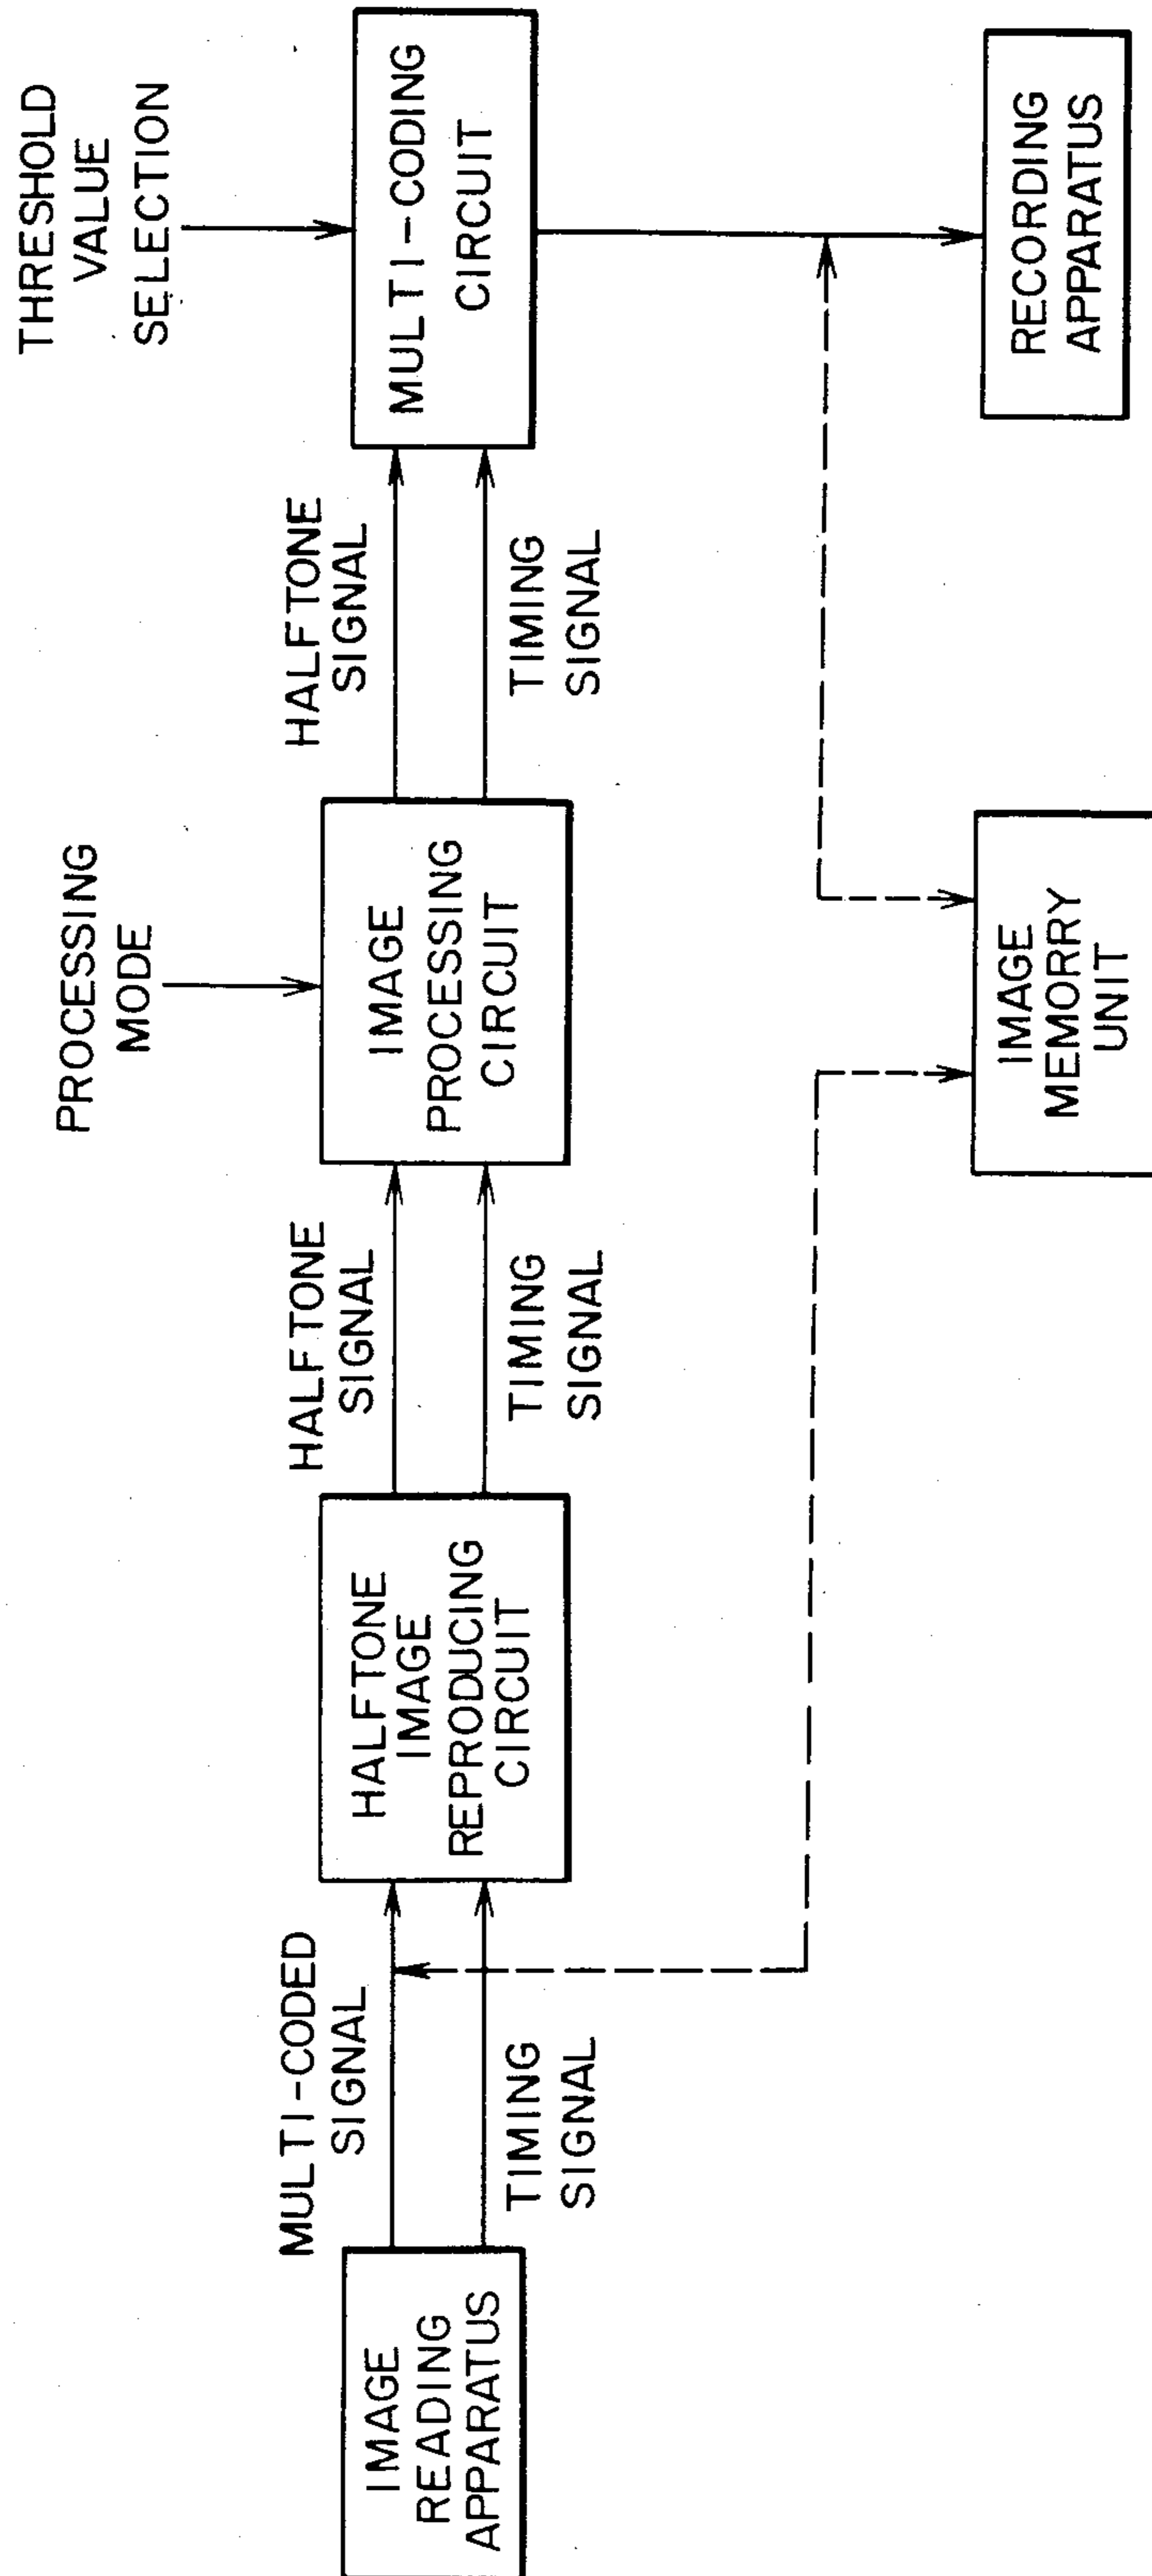 IMAGE
READING
APPARATUS
MULTI-CODED
SIGNAL
TIMING
SIGNAL
HALFTONE
IMAGE
REPRODUCING
CIRCUIT
HALFTONE
SIGNAL
TIMING
SIGNAL
PROCESSING
MODE
IMAGE
PROCESSING
CIRCUIT
HALFTONE
SIGNAL
TIMING
SIGNAL
THRESHOLD
VALUE
SELECTION
MULTI-CODING
CIRCUIT
IMAGE
MEMORRY
UNIT
RECORDING
APPARATUS